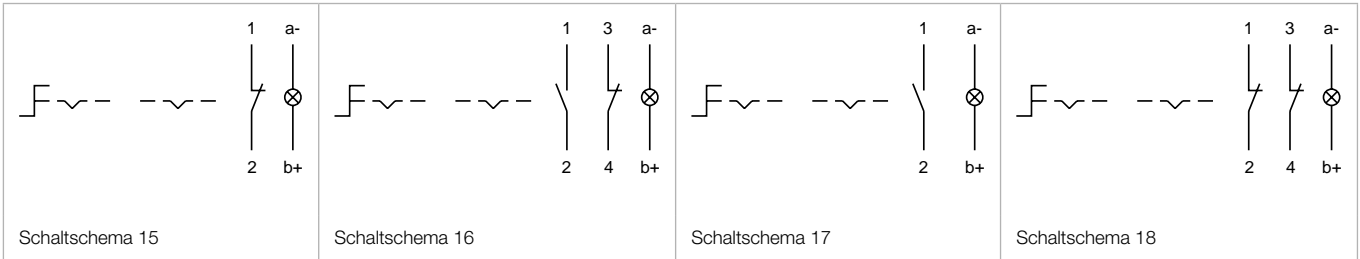 1 a-
2 b+
Schaltschema 15
1 3 a-
2 4 b+
Schaltschema 16
1 a-
2 b+
Schaltschema 17
1 3 a-
2 4 b+
Schaltschema 18